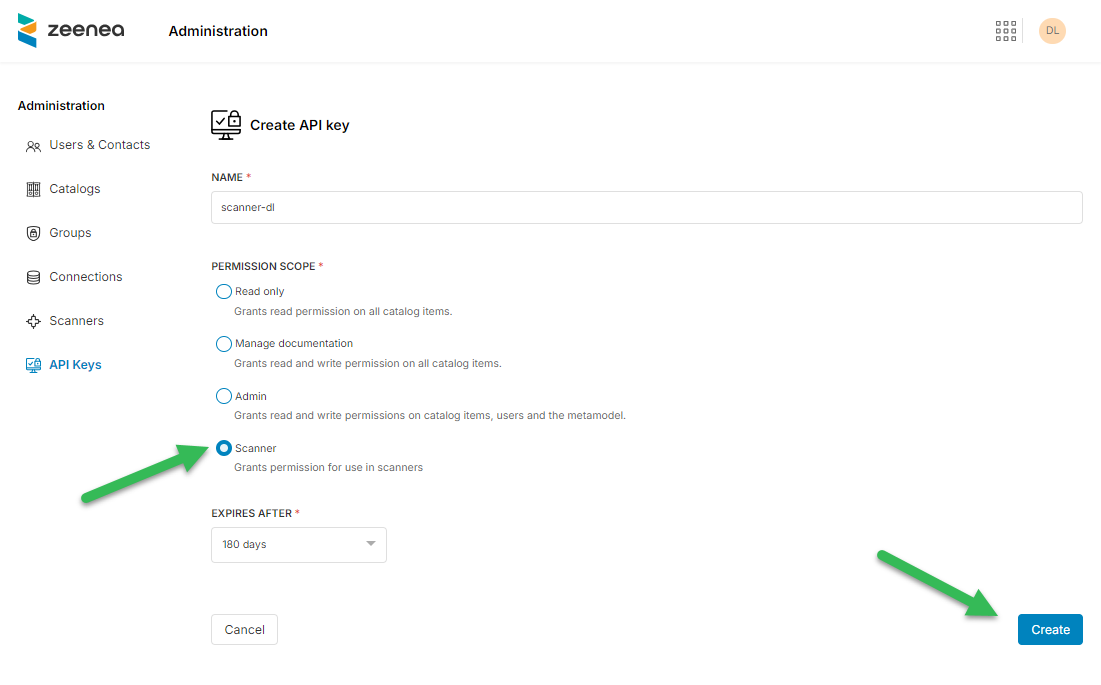 zeenea
Administration
DL
Administration
Users & Contacts
Catalogs
Groups
Connections
Scanners
API Keys
Create API key
NAME *
scanner-dl
PERMISSION SCOPE *
Read only
Grants read permission on all catalog items.
Manage documentation
Grants read and write permission on all catalog items.
Admin
Grants read and write permissions on catalog items, users and the metamodel.
Scanner
Grants permission for use in scanners
EXPIRES AFTER *
180 days
Cancel
Create